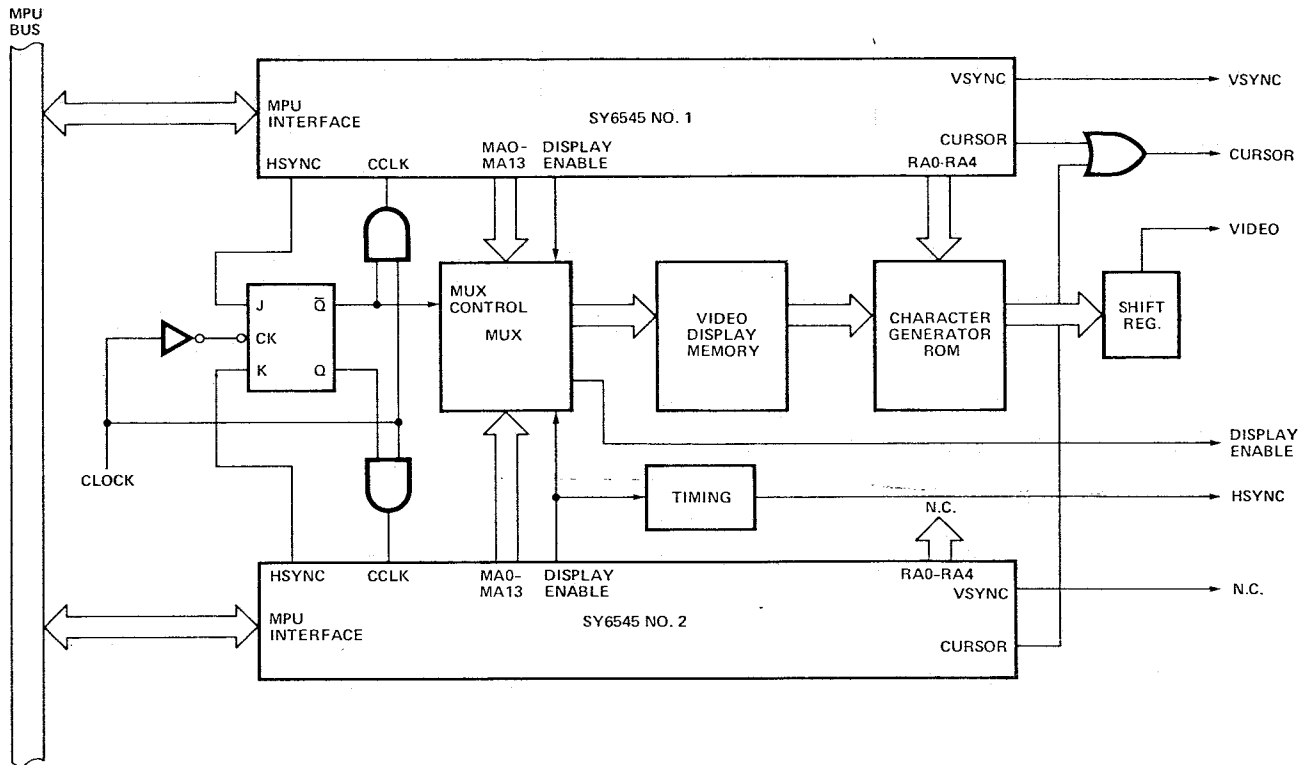 MPU
BUS
VSYNC
VSYNC
MPU
INTERFACE
SY6545 NO. 1
CURSOR
CURSOR
HSYNC
CCLK
MA0-
MA13
DISPLAY
ENABLE
RA0-RA4
VIDEO
J
Q̅
CK
K
Q
MUX
CONTROL
MUX
VIDEO
DISPLAY
MEMORY
CHARACTER
GENERATOR
ROM
SHIFT
REG.
CLOCK
DISPLAY
ENABLE
TIMING
HSYNC
N.C.
HSYNC
CCLK
MA0-
MA13
DISPLAY
ENABLE
RA0-RA4
VSYNC
N.C.
MPU
INTERFACE
SY6545 NO. 2
CURSOR